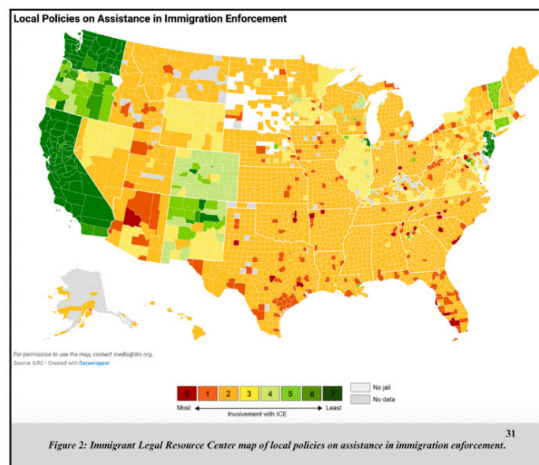 Local Policies on Assistance in Immigration Enforcement
For permission to use the map, contact media@ilrc.org.
Source: ILRC • Created with Datawrapper
0 1 2 3 4 5 6 7
Most Involvement with ICE Least
No jail
No data
31
Figure 2: Immigrant Legal Resource Center map of local policies on assistance in immigration enforcement.